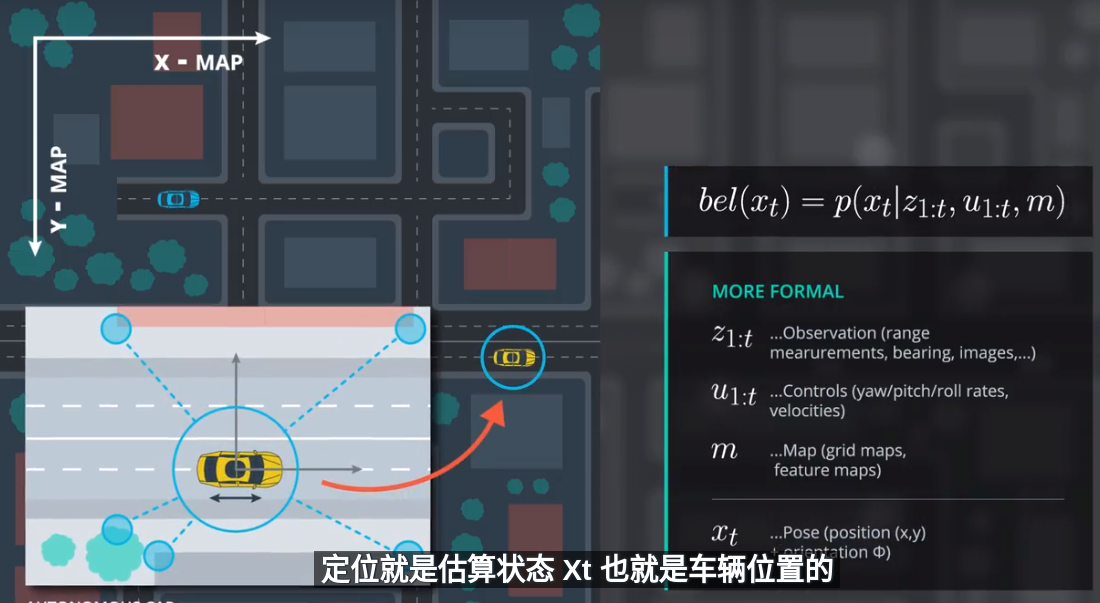 X - MAP
Y - MAP
bel(x_t) = p(x_t|z_{1:t}, u_{1:t}, m)
MORE FORMAL
z_{1:t} ...Observation (range
mearurements, bearing, images,...)
u_{1:t} ...Controls (yaw/pitch/roll rates,
velocities)
m ...Map (grid maps,
feature maps)
x_t ...Pose (position (x,y)
orientation Φ)
定位就是估算状态 Xt 也就是车辆位置的